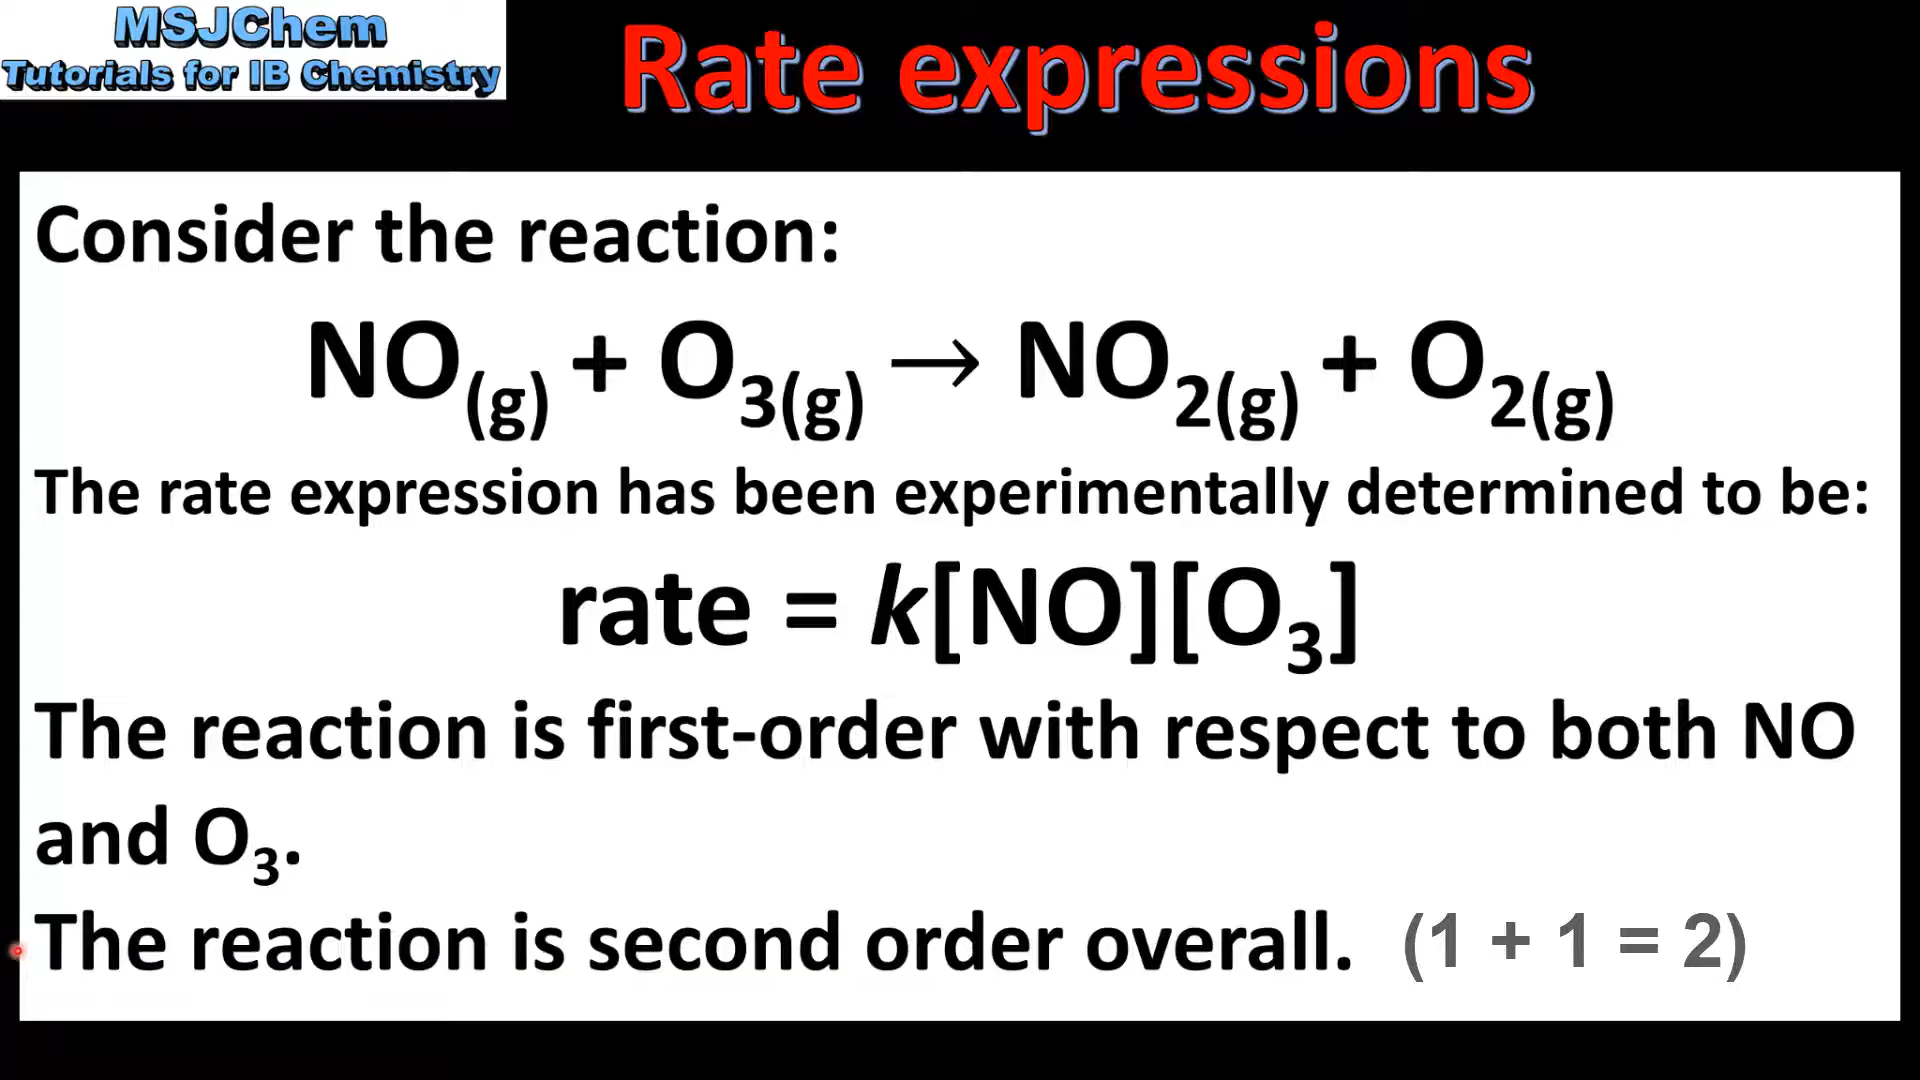 MSJChem
Tutorials for IB Chemistry
Rate expressions
Consider the reaction:
NO(g) + O3(g) → NO2(g) + O2(g)
The rate expression has been experimentally determined to be:
rate = k[NO][O3]
The reaction is first-order with respect to both NO
and O3.
The reaction is second order overall. (1 + 1 = 2)